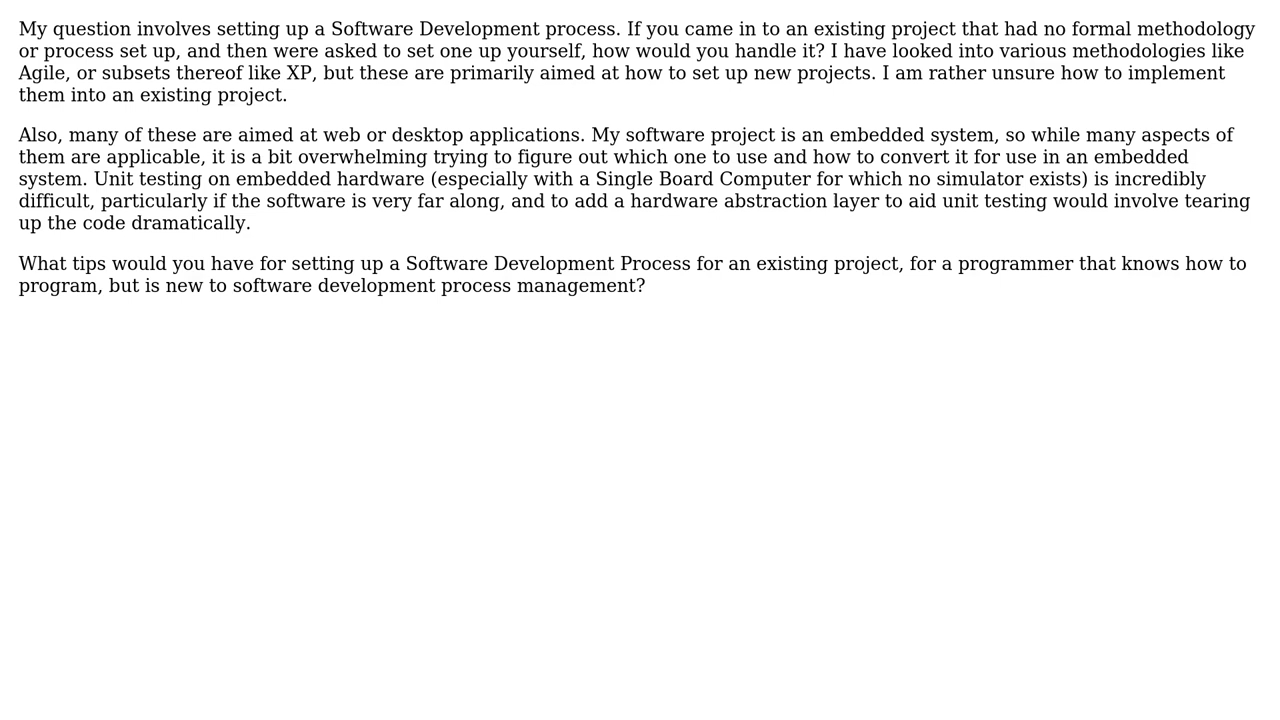 My question involves setting up a Software Development process. If you came in to an existing project that had no formal methodology
or process set up, and then were asked to set one up yourself, how would you handle it? I have looked into various methodologies like
Agile, or subsets thereof like XP, but these are primarily aimed at how to set up new projects. I am rather unsure how to implement
them into an existing project.
Also, many of these are aimed at web or desktop applications. My software project is an embedded system, so while many aspects of
them are applicable, it is a bit overwhelming trying to figure out which one to use and how to convert it for use in an embedded
system. Unit testing on embedded hardware (especially with a Single Board Computer for which no simulator exists) is incredibly
difficult, particularly if the software is very far along, and to add a hardware abstraction layer to aid unit testing would involve tearing
up the code dramatically.
What tips would you have for setting up a Software Development Process for an existing project, for a programmer that knows how to
program, but is new to software development process management?